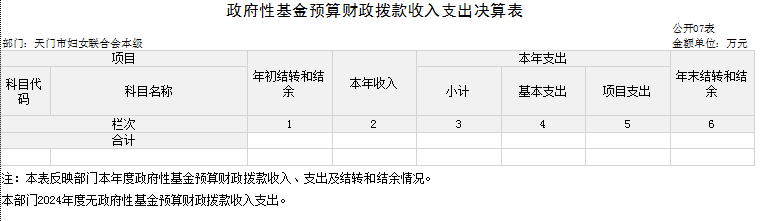 政府性基金预算财政拨款收入支出决算表
公开07表
部门：天门市妇女联合会本级 金额单位：万元
项目 年初结转和结余 本年收入 本年支出 年末结转和结余
科目代码 科目名称 小计 基本支出 项目支出
栏次 1 2 3 4 5 6
合计
注：本表反映部门本年度政府性基金预算财政拨款收入、支出及结转和结余情况。
本部门2024年度无政府性基金预算财政拨款收入支出。